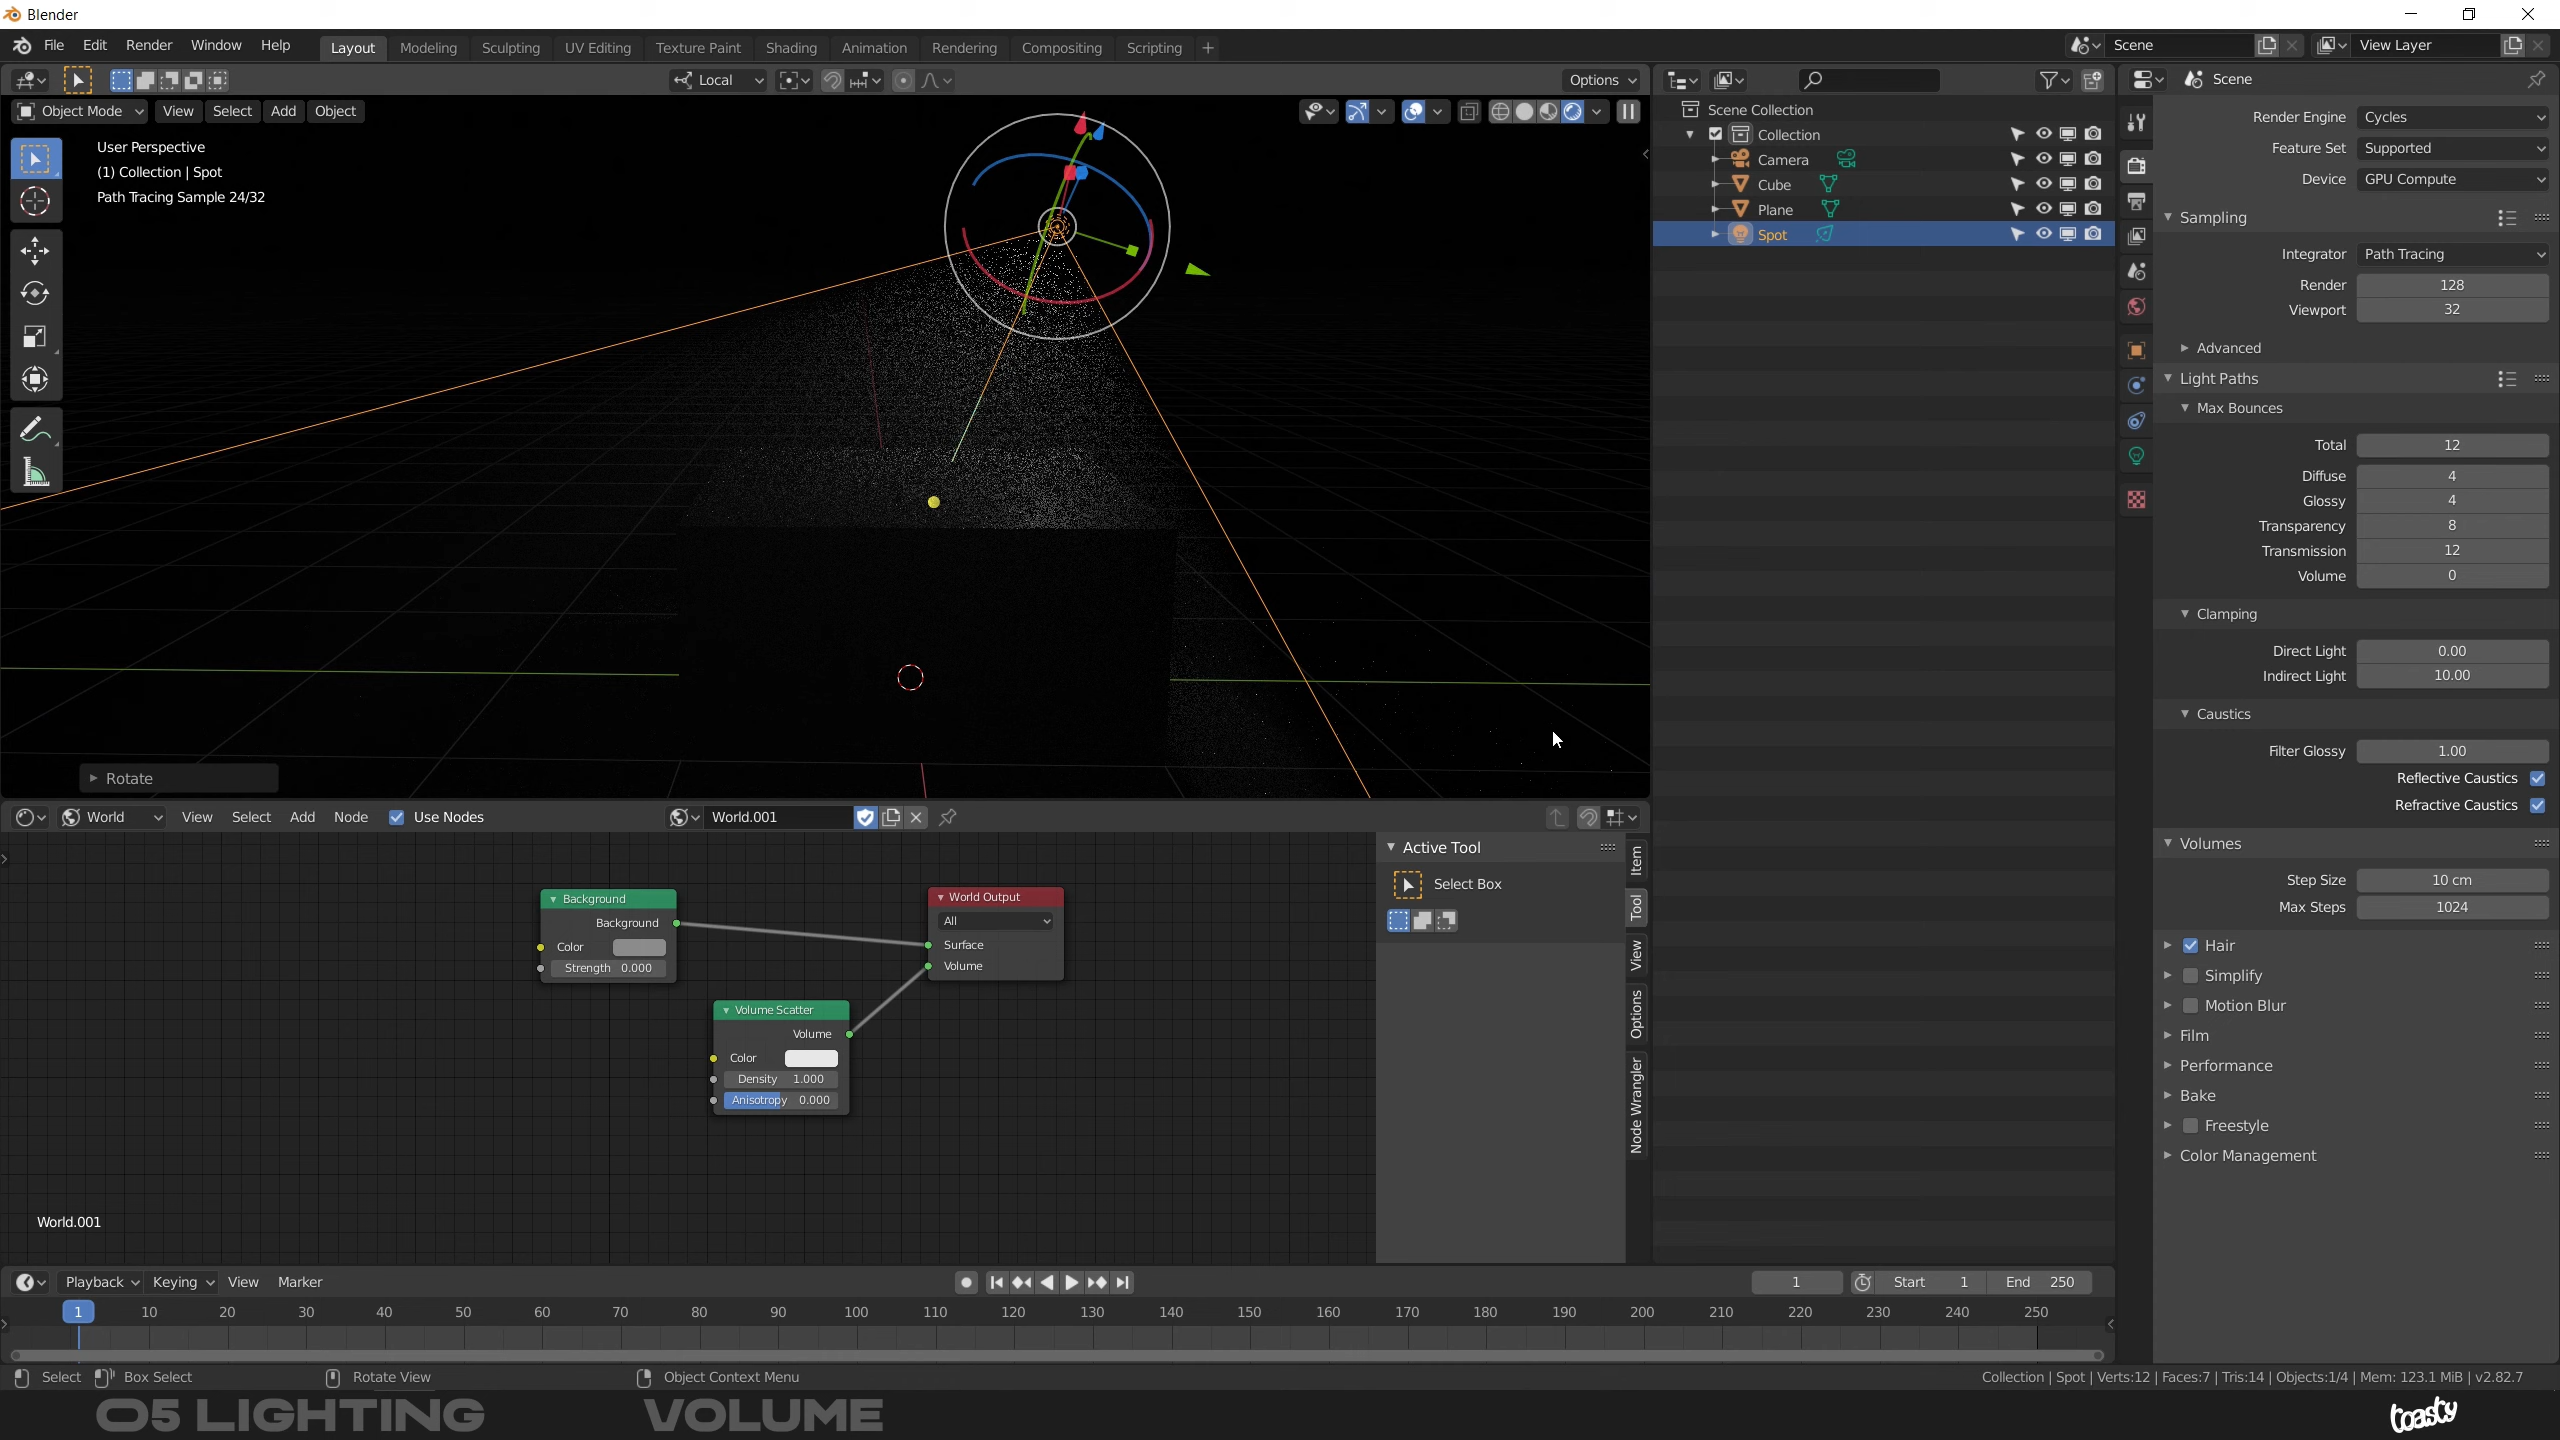 Blender
File Edit Render Window Help Layout Modeling Sculpting UV Editing Texture Paint Shading Animation Rendering Compositing Scripting + Scene View Layer
Local Options
Object Mode View Select Add Object
User Perspective
(1) Collection | Spot
Path Tracing Sample 24/32
Rotate
Scene Collection
Collection
Camera
Cube
Plane
Spot
Scene
Render Engine Cycles
Feature Set Supported
Device GPU Compute
Sampling
Integrator Path Tracing
Render 128
Viewport 32
Advanced
Light Paths
Max Bounces
Total 12
Diffuse 4
Glossy 4
Transparency 8
Transmission 12
Volume 0
Clamping
Direct Light 0.00
Indirect Light 10.00
Caustics
Filter Glossy 1.00
Reflective Caustics
Refractive Caustics
Volumes
Step Size 10 cm
Max Steps 1024
Hair
Simplify
Motion Blur
Film
Performance
Bake
Freestyle
Color Management
World View Select Add Node Use Nodes World.001
Background
Background
Color
Strength 0.000
World Output
All
Surface
Volume
Volume Scatter
Volume
Color
Density 1.000
Anisotropy 0.000
World.001
Active Tool
Select Box
Item
Tool
View
Options
Node Wrangler
Playback Keying View Marker 1 Start 1 End 250
1 10 20 30 40 50 60 70 80 90 100 110 120 130 140 150 160 170 180 190 200 210 220 230 240 250
Select Box Select Rotate View Object Context Menu Collection | Spot | Verts:12 | Faces:7 | Tris:14 | Objects:1/4 | Mem: 123.1 MiB | v2.82.7
05 LIGHTING VOLUME toasty